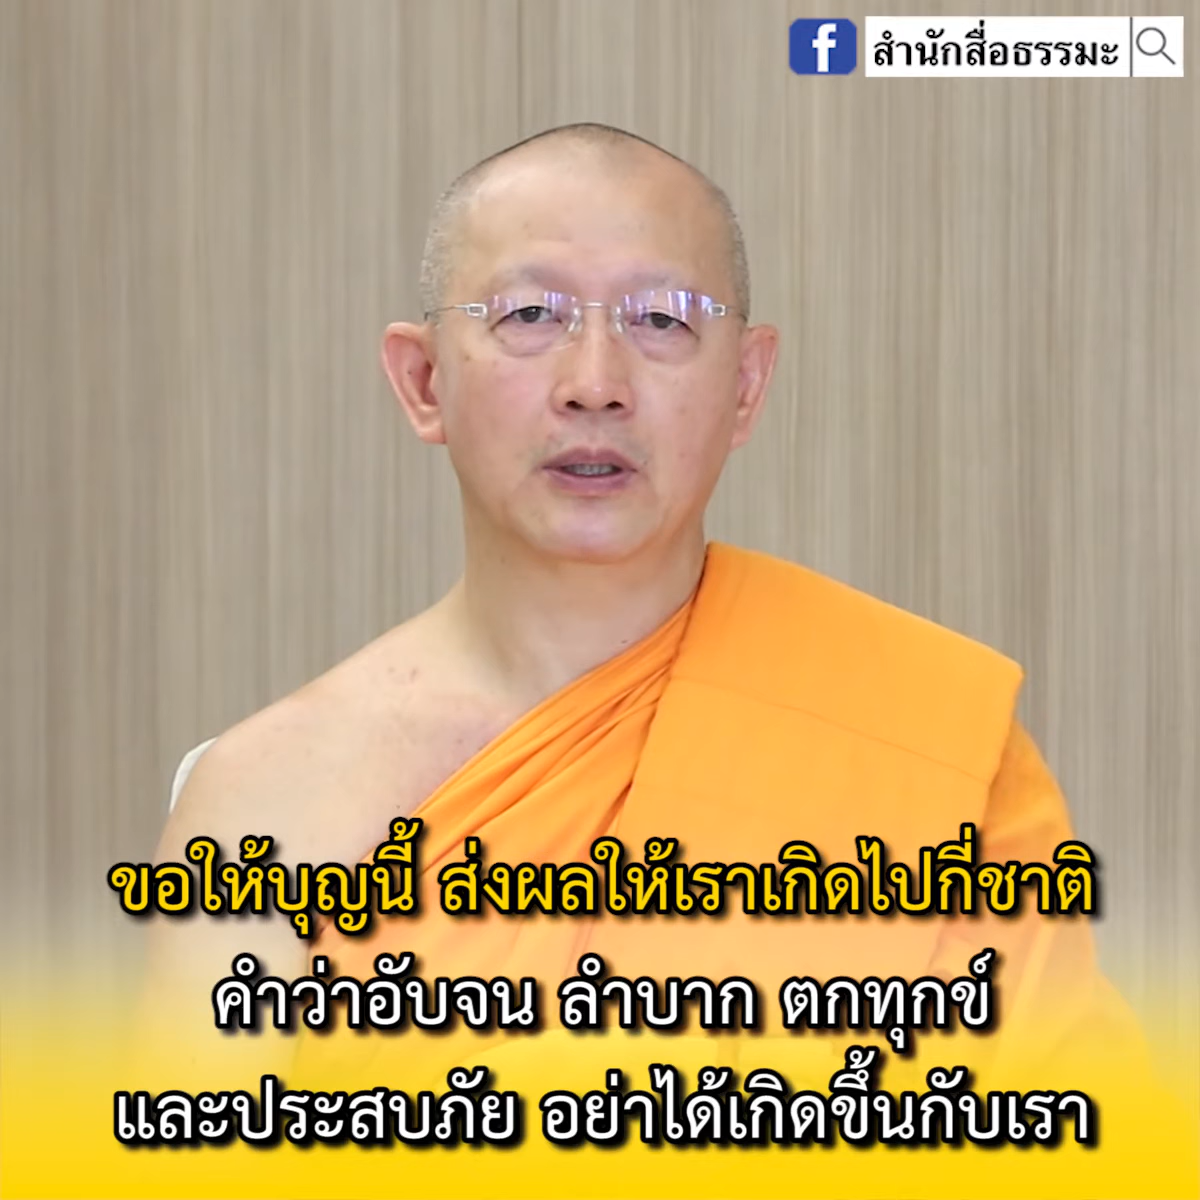 สำนักสื่อธรรมะ
ขอให้บุญนี้ ส่งผลให้เราเกิดไปกี่ชาติ
คำว่าอับจน ลำบาก ตกทุกข์
และประสบภัย อย่าได้เกิดขึ้นกับเรา